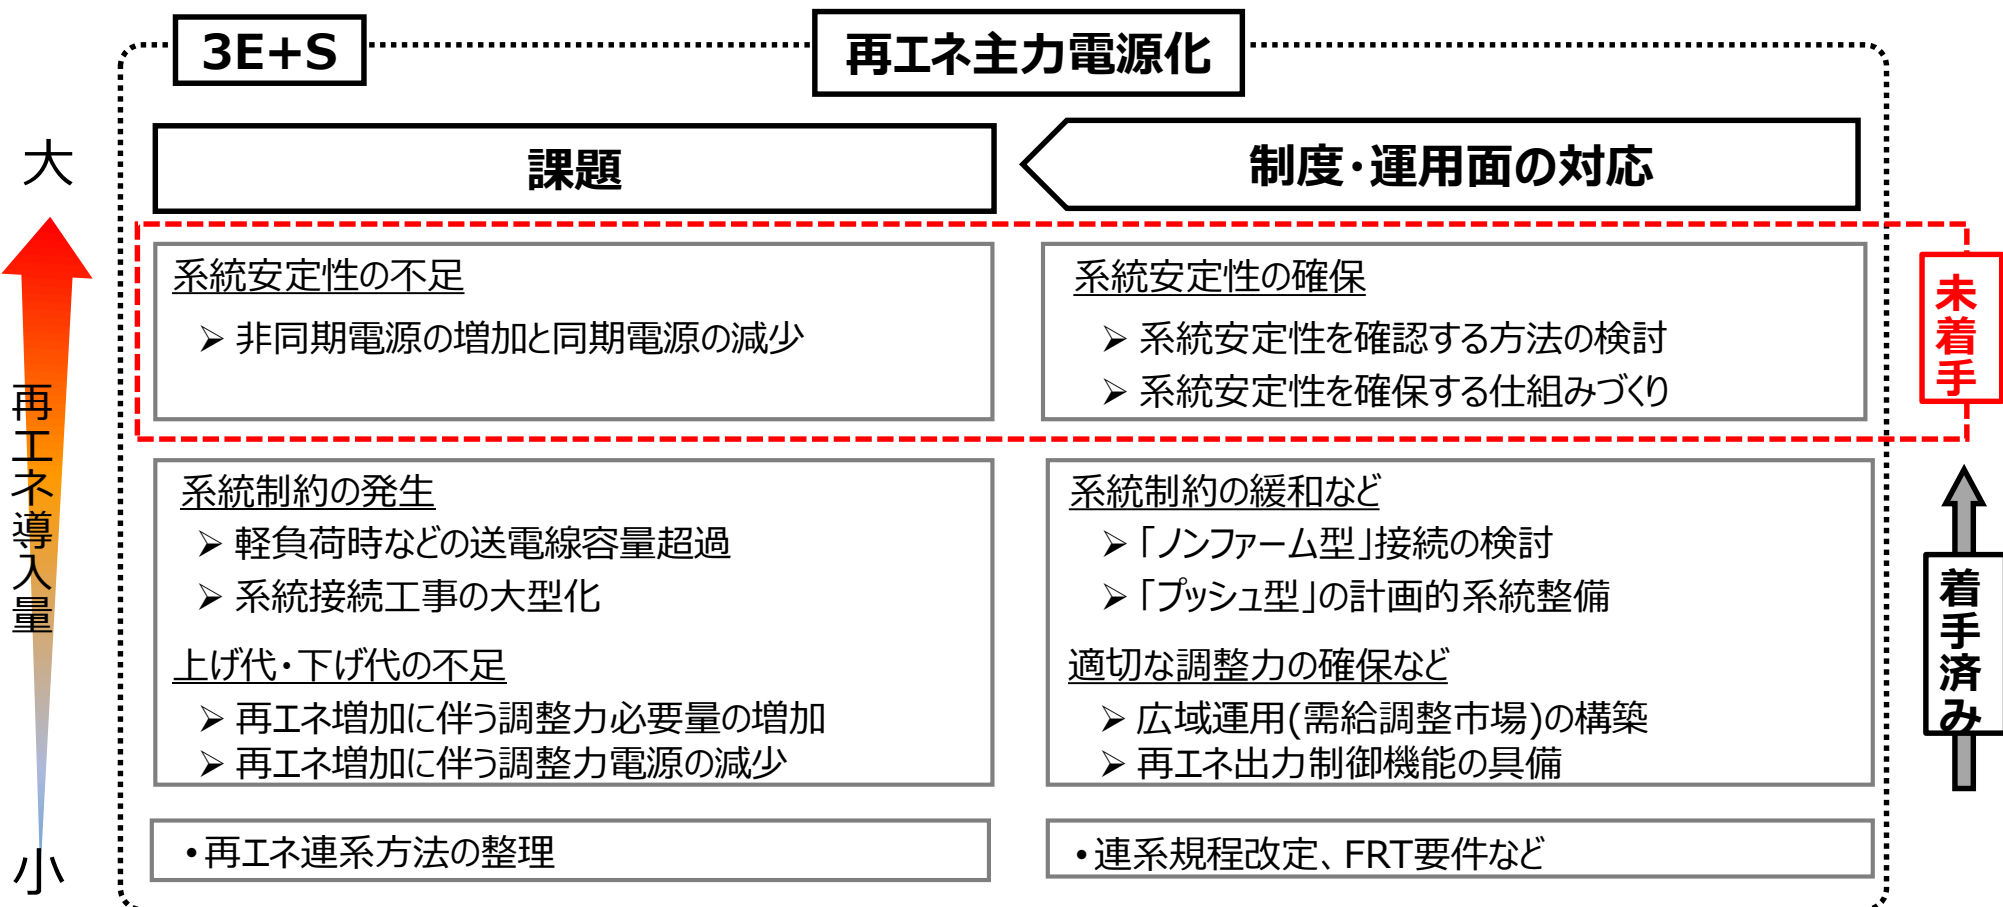 3E+S
再エネ主力電源化
大
課題
制度・運用面の対応
系統安定性の不足
➢ 非同期電源の増加と同期電源の減少
系統安定性の確保
➢ 系統安定性を確認する方法の検討
➢ 系統安定性を確保する仕組みづくり
未着手
再エネ導入量
系統制約の発生
➢ 軽負荷時などの送電線容量超過
➢ 系統接続工事の大型化
上げ代・下げ代の不足
➢ 再エネ増加に伴う調整力必要量の増加
➢ 再エネ増加に伴う調整力電源の減少
系統制約の緩和など
➢「ノンファーム型」接続の検討
➢「プッシュ型」の計画的系統整備
適切な調整力の確保など
➢ 広域運用(需給調整市場)の構築
➢ 再エネ出力制御機能の具備
着手済み
小
・再エネ連系方法の整理
・連系規程改定、FRT要件など